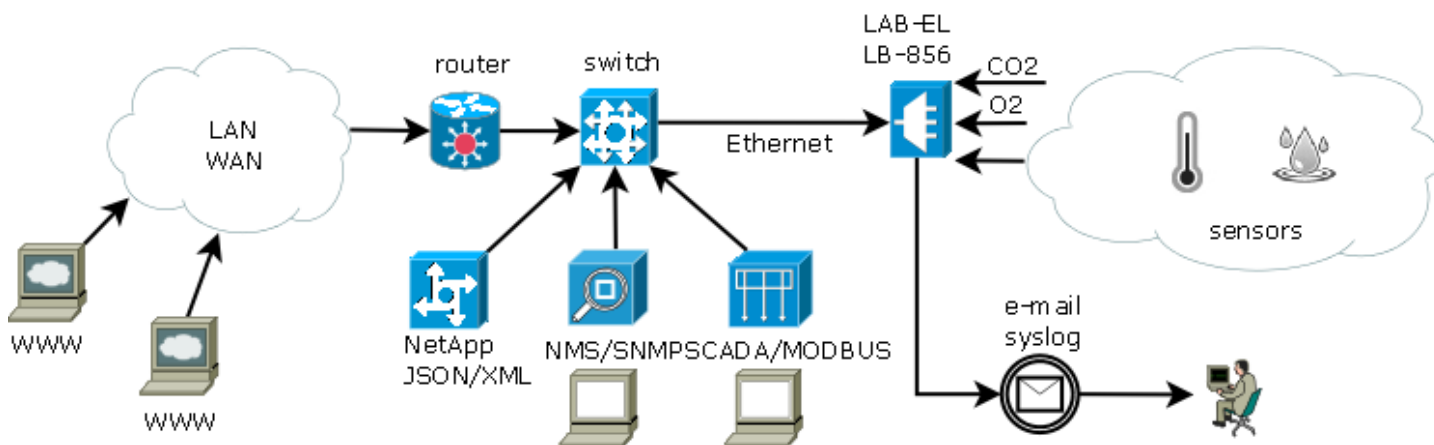 LAB-EL
LB-856
router
switch
CO2
O2
LAN
WAN
Ethernet
sensors
e-mail
syslog
WWW
NetApp
JSON/XML
NMS/SNMP
SCADA/MODBUS
WWW